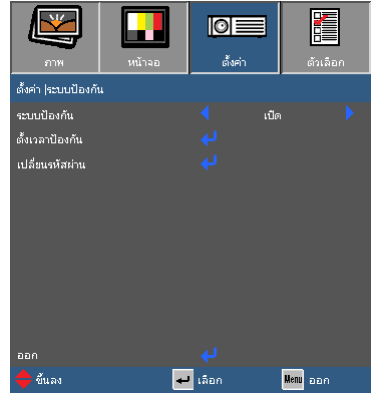 ภาพ หน้าจอ ตั้งค่า ตัวเลือก
ตั้งค่า |ระบบป้องกัน
ระบบป้องกัน เปิด
ตั้งเวลาป้องกัน
เปลี่ยนรหัสผ่าน
ออก
ขึ้นลง เลือก Menu ออก